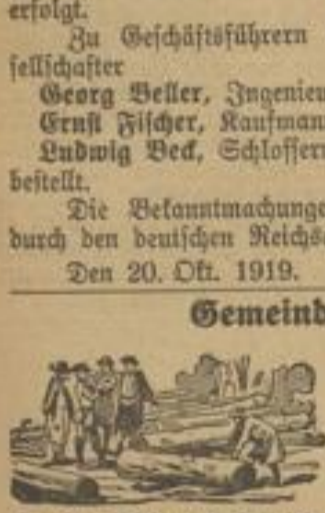 erfolgt.
Zu Geschäftsführern
sellschafter
Georg Beller, Ingenieu
Ernst Fischer, Kaufman
Ludwig Beck, Schlosser
bestellt.
Die Bekanntmachunge
durch den deutschen Reichs
Den 20. Okt. 1919.
Gemeind